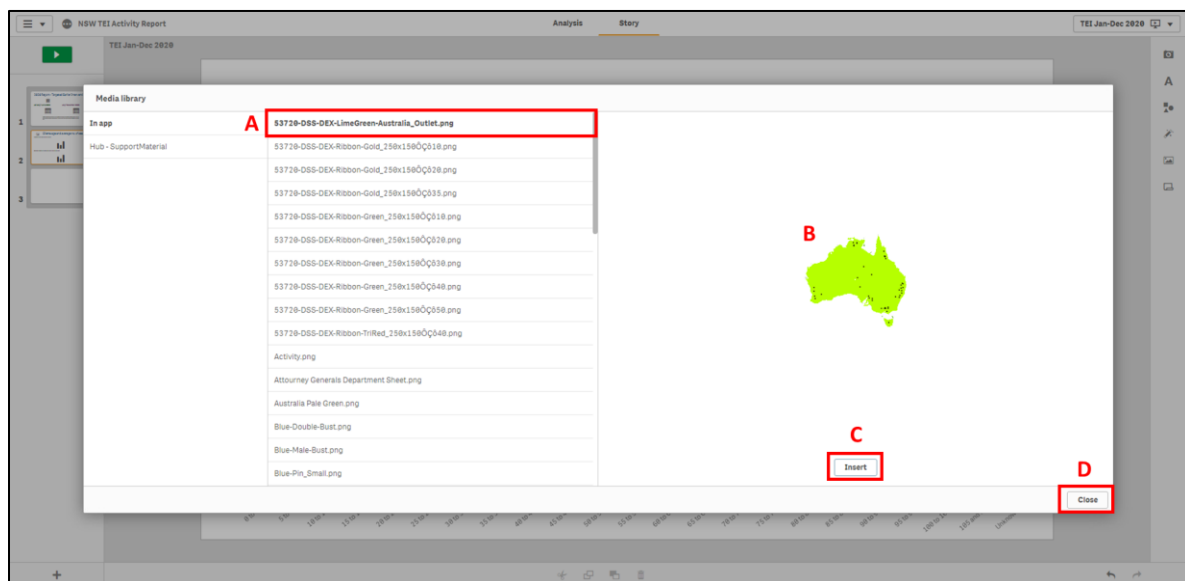 NSW TEI Activity Report
Analysis
Story
TEI Jan-Dec 2020
TEI Jan-Dec 2020
A
Media library
In app
Hub - SupportMaterial
A
53720-DSS-DEX-LimeGreen-Australia_Outlet.png
53720-DSS-DEX-Ribbon-Gold_250x150ÔÇô10.png
53720-DSS-DEX-Ribbon-Gold_250x150ÔÇô20.png
53720-DSS-DEX-Ribbon-Gold_250x150ÔÇô35.png
53720-DSS-DEX-Ribbon-Green_250x150ÔÇô10.png
53720-DSS-DEX-Ribbon-Green_250x150ÔÇô20.png
53720-DSS-DEX-Ribbon-Green_250x150ÔÇô30.png
53720-DSS-DEX-Ribbon-Green_250x150ÔÇô40.png
53720-DSS-DEX-Ribbon-Green_250x150ÔÇô50.png
53720-DSS-DEX-Ribbon-TriRed_250x150ÔÇô40.png
Activity.png
Attourney Generals Department Sheet.png
Australia Pale Green.png
Blue-Double-Bust.png
Blue-Male-Bust.png
Blue-Pin_Small.png
B
C
Insert
D
Close
1
2
3